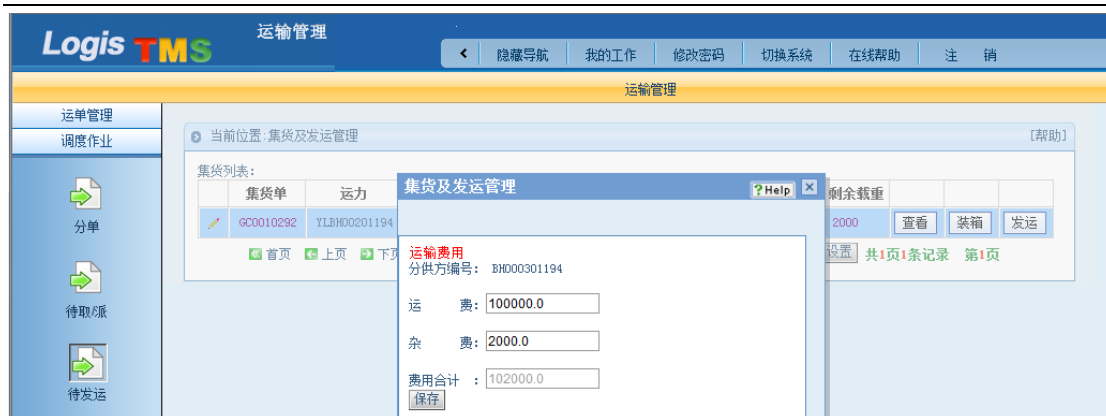 Logis TMS 运输管理
隐藏导航 我的工作 修改密码 切换系统 在线帮助 注 销
运输管理
运单管理
调度作业
当前位置:集货及发运管理 [帮助]
集货列表:
集货单 运力 剩余载重
GC0010292 YLBH00201194 2000 查看 装箱 发运
首页 上页 下页 设置 共1页1条记录 第1页
分单
待取/派
待发运
集货及发运管理 ?Help
运输费用
分供方编号: BH000301194
运 费: 100000.0
杂 费: 2000.0
费用合计 : 102000.0
保存